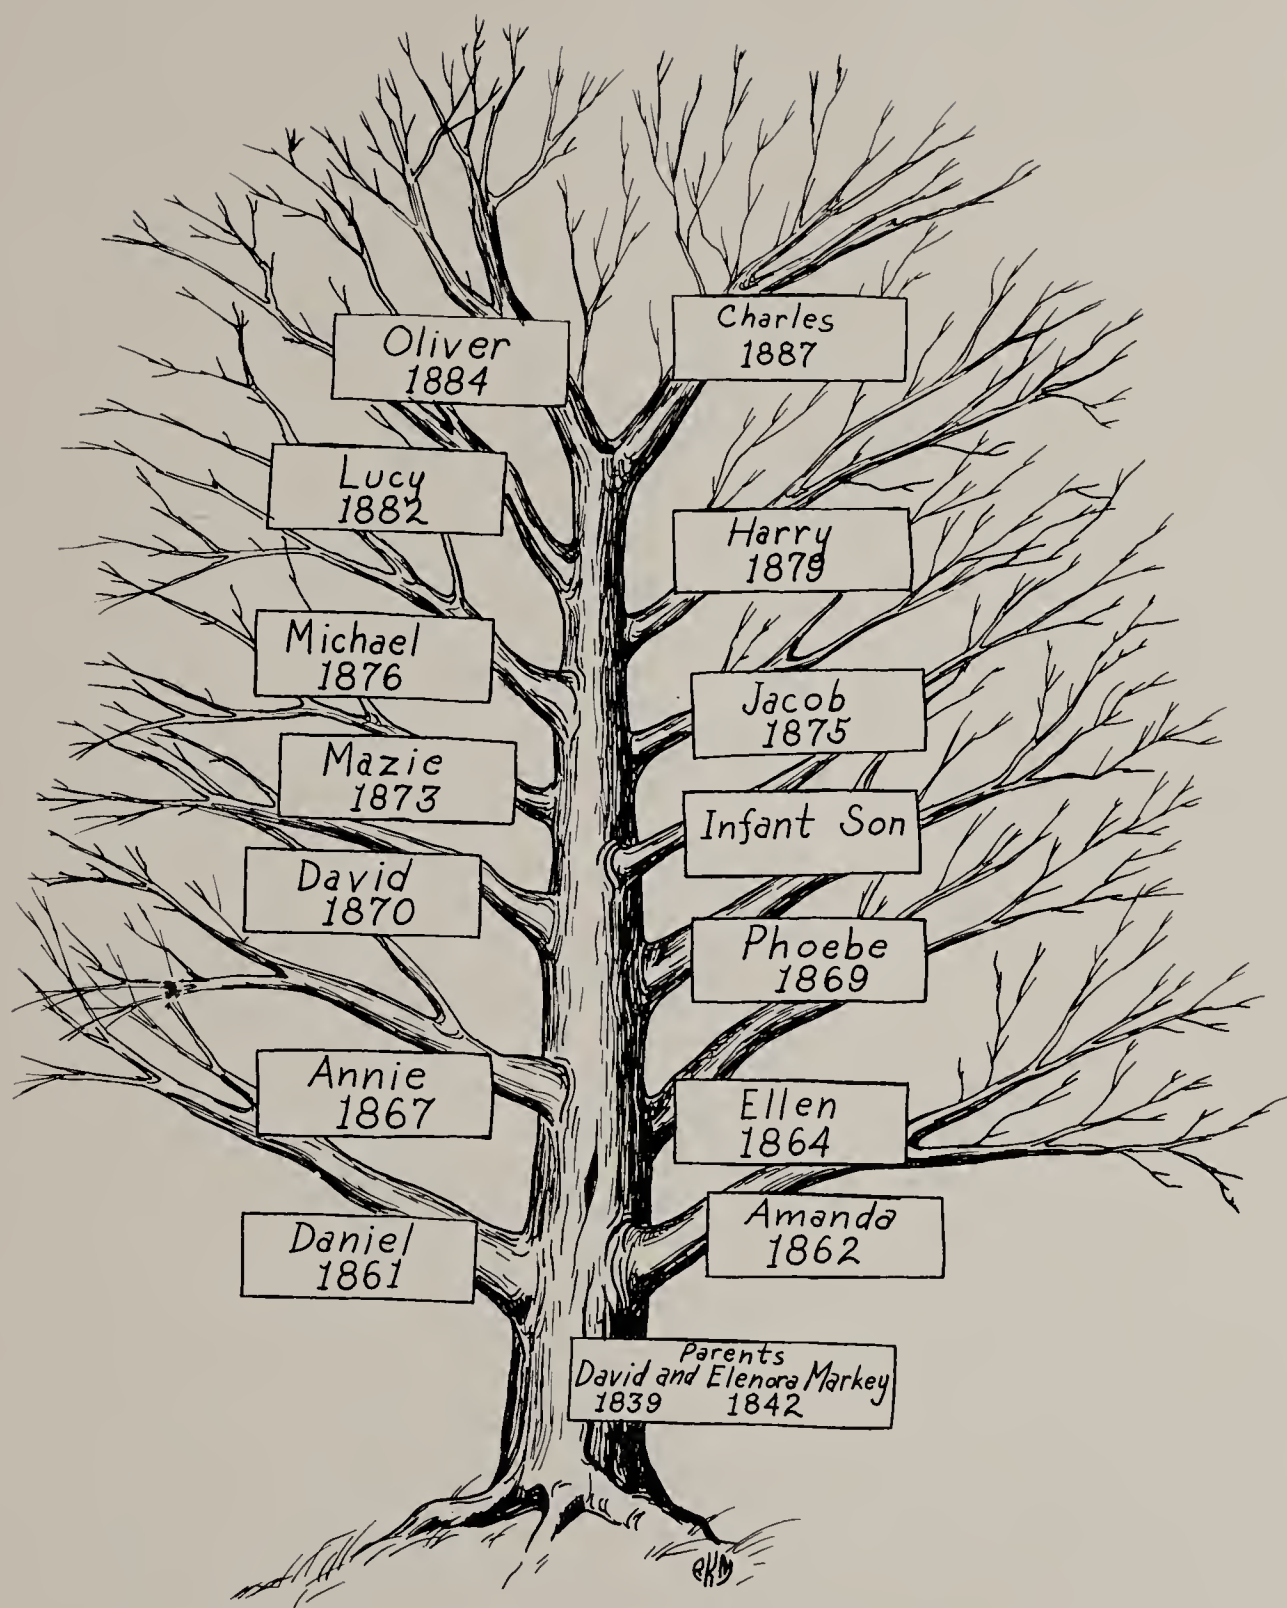 Oliver
1884
Charles
1887
Lucy
1882
Harry
1879
Michael
1876
Jacob
1875
Mazie
1873
Infant Son
David
1870
Phoebe
1869
Annie
1867
Ellen
1864
Daniel
1861
Amanda
1862
Parents
David and Elenora Markey
1839 1842